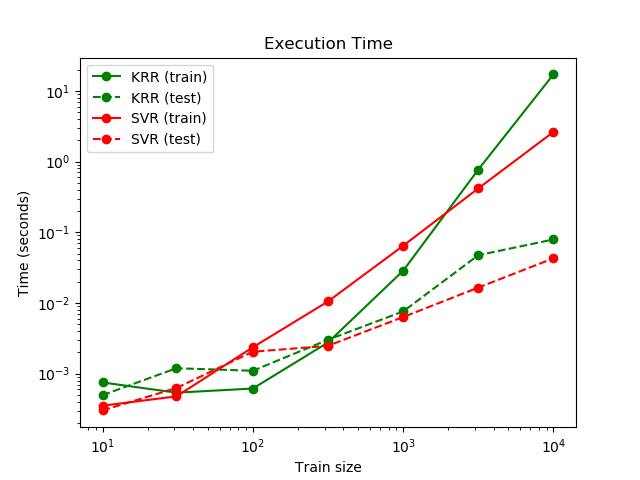 Execution Time
KRR (train)
KRR (test)
SVR (train)
SVR (test)
Time (seconds)
10¹
10⁰
10⁻¹
10⁻²
10⁻³
10¹ 10² 10³ 10⁴
Train size